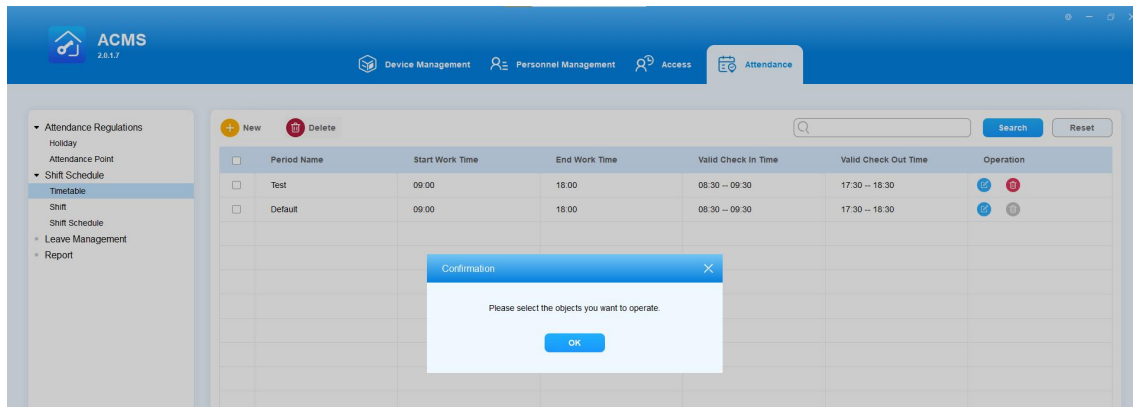 ACMS
2.0.1.7
Device Management Personnel Management Access Attendance
Attendance Regulations
Holiday
Attendance Point
Shift Schedule
Timetable
Shift
Shift Schedule
Leave Management
Report
New Delete Search Reset
Period Name Start Work Time End Work Time Valid Check In Time Valid Check Out Time Operation
Test 09:00 18:00 08:30 -- 09:30 17:30 -- 18:30
Default 09:00 18:00 08:30 -- 09:30 17:30 -- 18:30
Confirmation
Please select the objects you want to operate.
OK